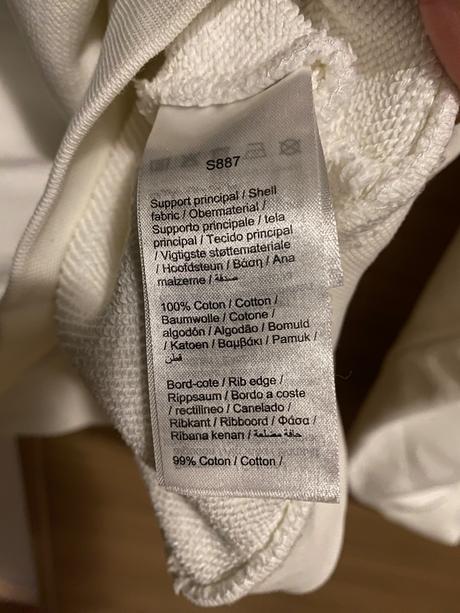 S887
Support principal / Shell
fabric / Obermaterial /
Supporto principale / tela
principal / Tecido principal
/ Vigtigste støttemateriale
/ Hoofdsteun / Βάση / Ana
malzeme / صنفة
100% Coton / Cotton /
Baumwolle / Cotone /
algodón / Algodão / Bomuld
/ Katoen / Βαμβάκι / Pamuk /
قطن
Bord-cote / Rib edge /
Rippsaum / Bordo a coste
/ rectilineo / Canelado /
Ribkant / Ribboord / Φάσα /
Ribana kenarı / حافة مضلعة
99% Coton / Cotton /